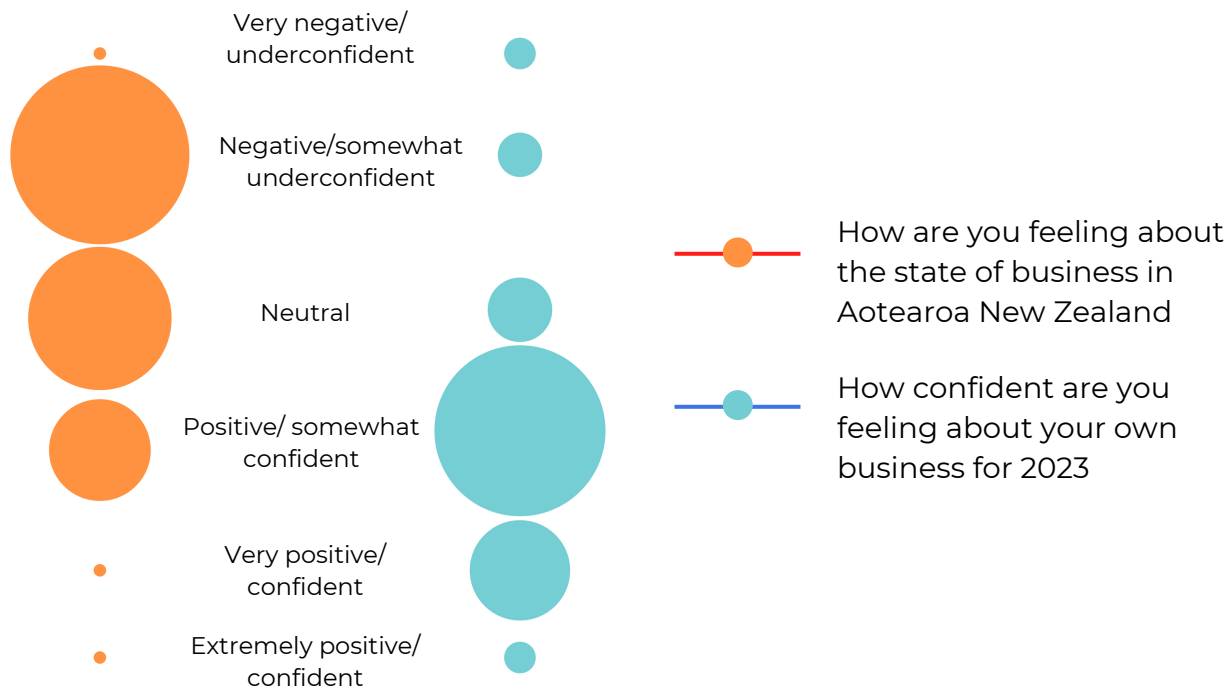 Very negative/
underconfident
Negative/somewhat
underconfident
Neutral
Positive/ somewhat
confident
Very positive/
confident
Extremely positive/
confident
How are you feeling about
the state of business in
Aotearoa New Zealand
How confident are you
feeling about your own
business for 2023